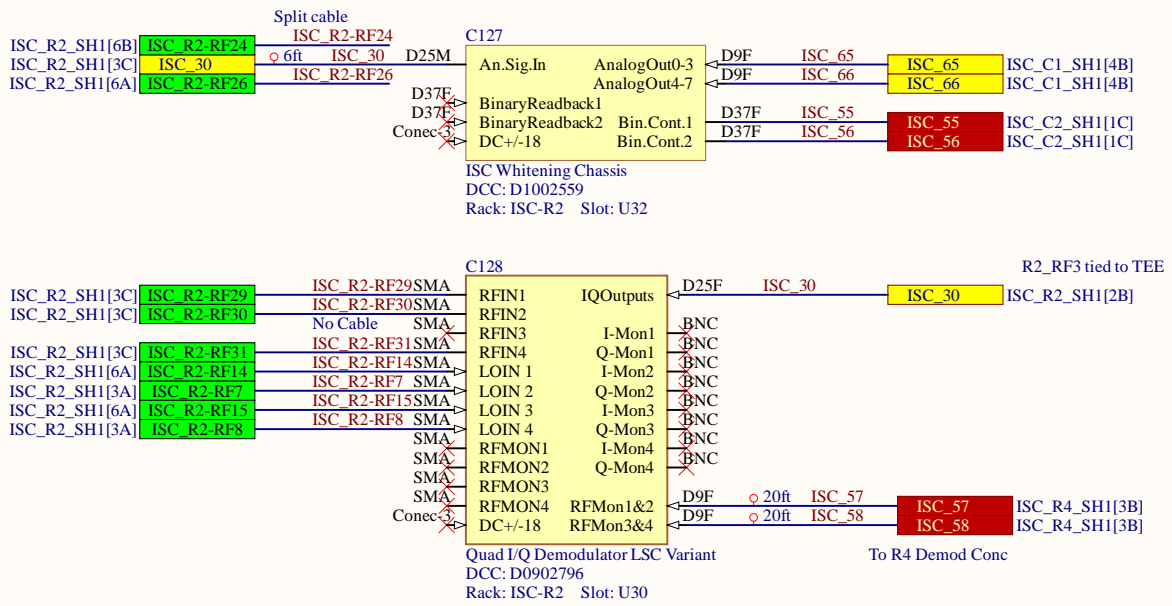 Split cable
ISC_R2_SH1[6B] ISC_R2-RF24 ISC_R2-RF24
ISC_R2_SH1[3C] ISC_30 6ft ISC_30 D25M
ISC_R2_SH1[6A] ISC_R2-RF26 ISC_R2-RF26
C127
An.Sig.In AnalogOut0-3 D9F ISC_65 ISC_65 ISC_C1_SH1[4B]
AnalogOut4-7 D9F ISC_66 ISC_66 ISC_C1_SH1[4B]
D37F BinaryReadback1
D37F BinaryReadback2 Bin.Cont.1 D37F ISC_55 ISC_55 ISC_C2_SH1[1C]
Conec-3 DC+/-18 Bin.Cont.2 D37F ISC_56 ISC_56 ISC_C2_SH1[1C]
ISC Whitening Chassis
DCC: D1002559
Rack: ISC-R2 Slot: U32
C128
R2_RF3 tied to TEE
ISC_R2_SH1[3C] ISC_R2-RF29 ISC_R2-RF29 SMA RFIN1 IQOutputs D25F ISC_30 ISC_30 ISC_R2_SH1[2B]
ISC_R2_SH1[3C] ISC_R2-RF30 ISC_R2-RF30 SMA RFIN2
No Cable SMA RFIN3 I-Mon1 BNC
ISC_R2_SH1[3C] ISC_R2-RF31 ISC_R2-RF31 SMA RFIN4 Q-Mon1 BNC
ISC_R2_SH1[6A] ISC_R2-RF14 ISC_R2-RF14 SMA LOIN 1 I-Mon2 BNC
ISC_R2_SH1[3A] ISC_R2-RF7 ISC_R2-RF7 SMA LOIN 2 Q-Mon2 BNC
ISC_R2_SH1[6A] ISC_R2-RF15 ISC_R2-RF15 SMA LOIN 3 I-Mon3 BNC
ISC_R2_SH1[3A] ISC_R2-RF8 ISC_R2-RF8 SMA LOIN 4 Q-Mon3 BNC
SMA RFMON1 I-Mon4 BNC
SMA RFMON2 Q-Mon4 BNC
SMA RFMON3
SMA RFMON4 RFMon1&2 D9F 20ft ISC_57 ISC_57 ISC_R4_SH1[3B]
Conec-3 DC+/-18 RFMon3&4 D9F 20ft ISC_58 ISC_58 ISC_R4_SH1[3B]
Quad I/Q Demodulator LSC Variant To R4 Demod Conc
DCC: D0902796
Rack: ISC-R2 Slot: U30